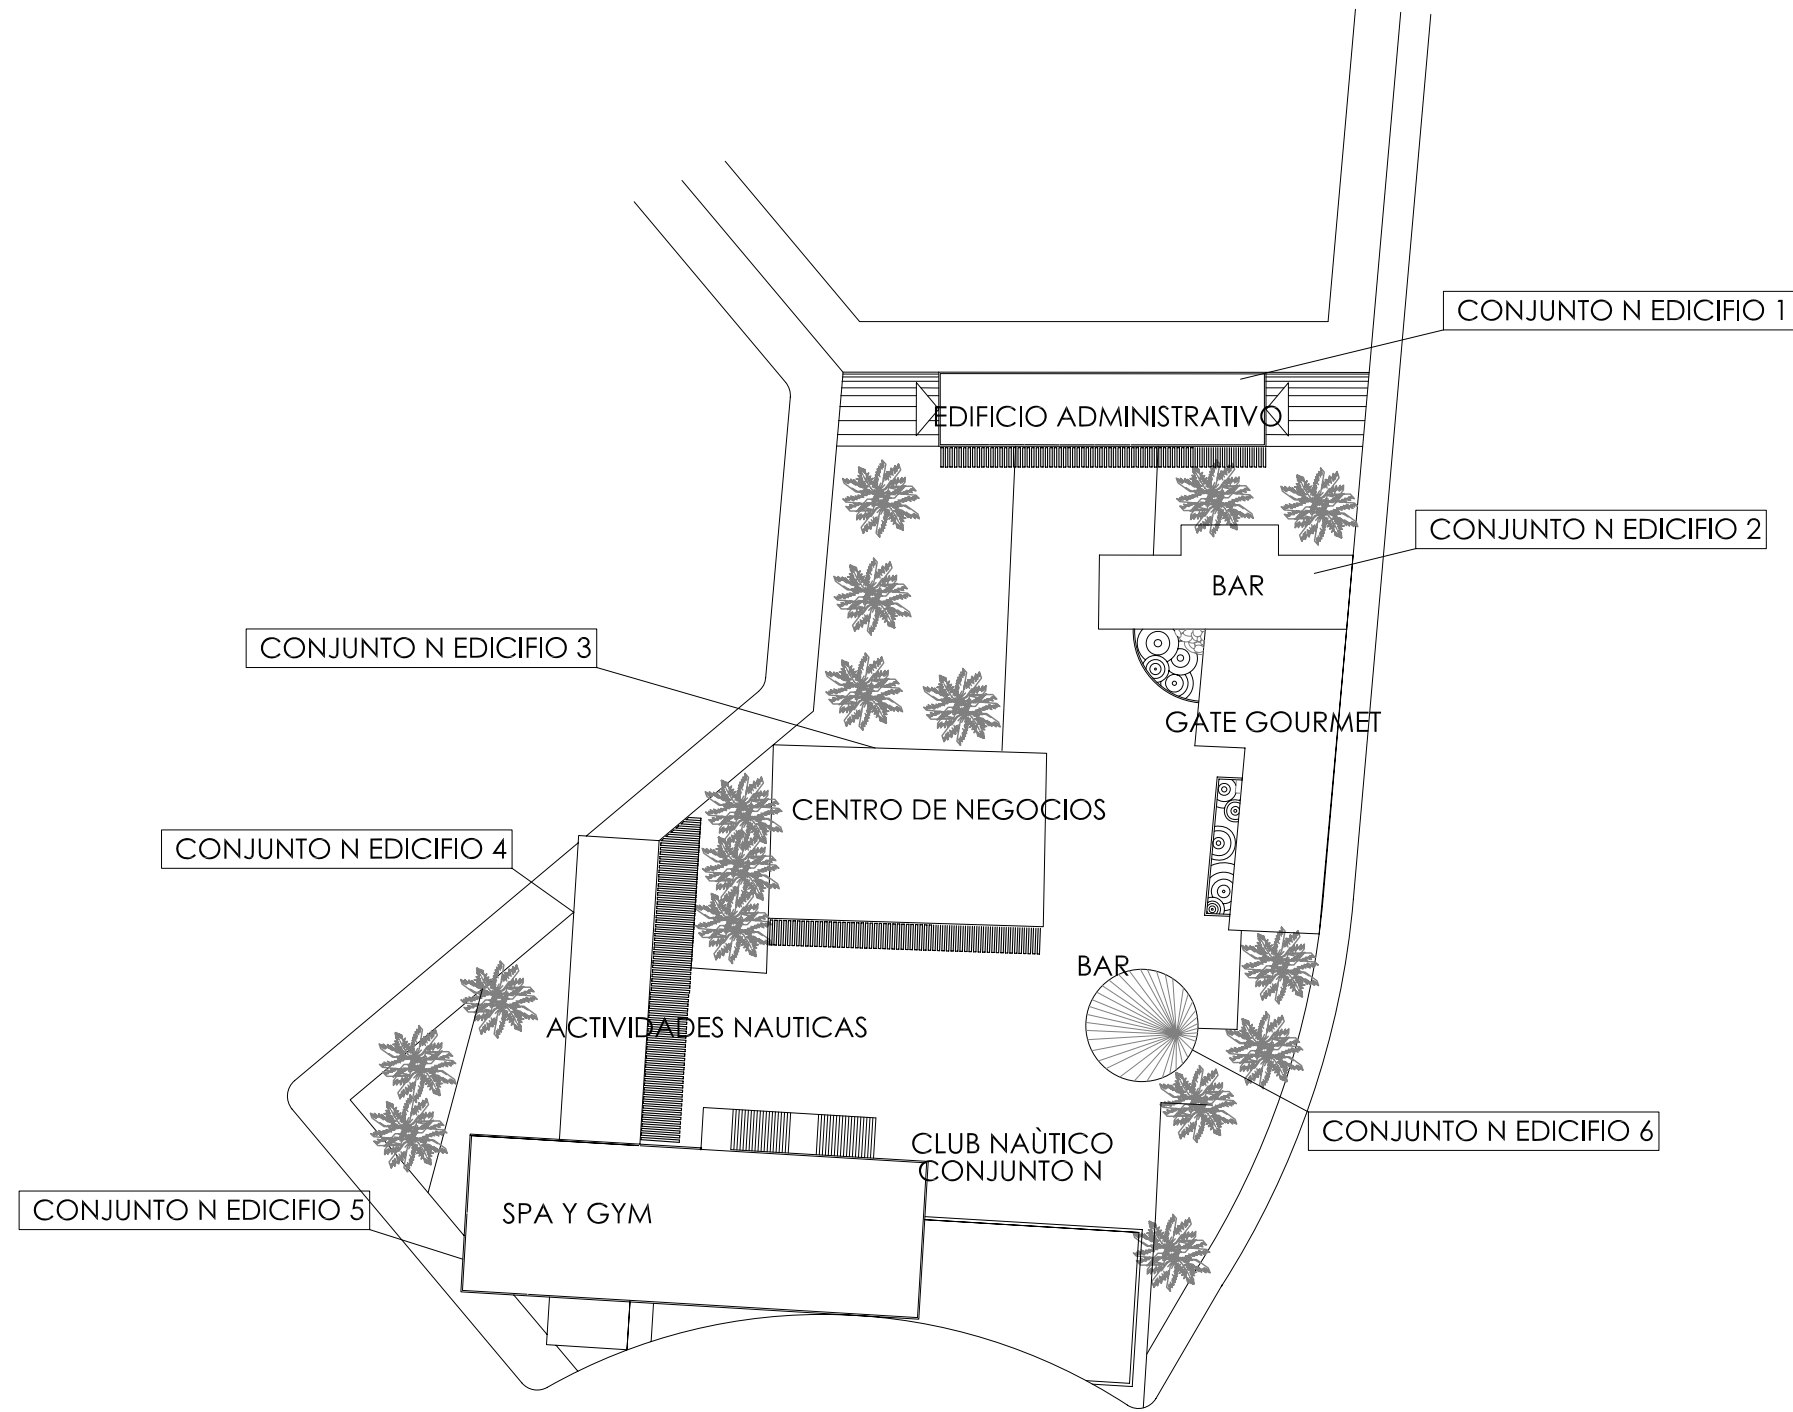 CONJUNTO N EDICIFIO 1
EDIFICIO ADMINISTRATIVO
CONJUNTO N EDICIFIO 2
BAR
CONJUNTO N EDICIFIO 3
GATE GOURMET
CENTRO DE NEGOCIOS
CONJUNTO N EDICIFIO 4
BAR
ACTIVIDADES NAUTICAS
CONJUNTO N EDICIFIO 6
CLUB NAÙTICO
CONJUNTO N
CONJUNTO N EDICIFIO 5
SPA Y GYM